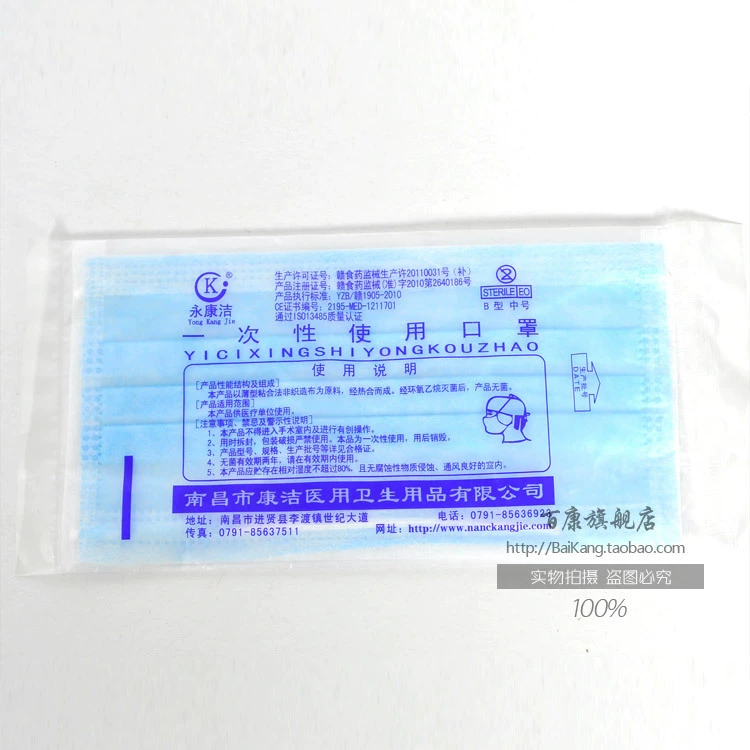 K
®
永康洁
Yong Kang Jie
生产许可证号：赣食药监械生产许20110031号（补）
产品注册证号：赣食药监械(准)字2010第2640186号
产品执行标准：YZB/赣1905-2010
CE证书编号：2195-MED-1211701
通过ISO13485质量认证
STERILE EO
B 型 中号
一次性使用口罩
YICIXINGSHIYONGKOUZHAO
使用说明
[产品性能结构及组成]
本产品以薄型粘合法非织造布为原料，经热合而成。经环氧乙烷灭菌后，产品无菌。
[产品适用范围]
本产品供医疗单位使用。
[注意事项、禁忌及警示性说明]
1、本产品不得进入手术室内及进行有创操作。
2、用时拆封，包装破损严禁使用。本品为一次性使用，用后销毁。
3、产品型号、规格、生产批号等详见合格证。
4、无菌有效期两年，请在有效期内使用。
5、本产品应贮存在相对湿度不超过80%，且无腐蚀性物质侵蚀、通风良好的室内。
生产批号
DATE
南昌市康洁医用卫生用品有限公司
地址：南昌市进贤县李渡镇世纪大道
电话：0791-8563692
传真：0791-85637511
网址：http://www.nanckangjie.com
百康旗舰店
http://BaiKang.taobao.com/
实物拍摄 盗图必究
100%